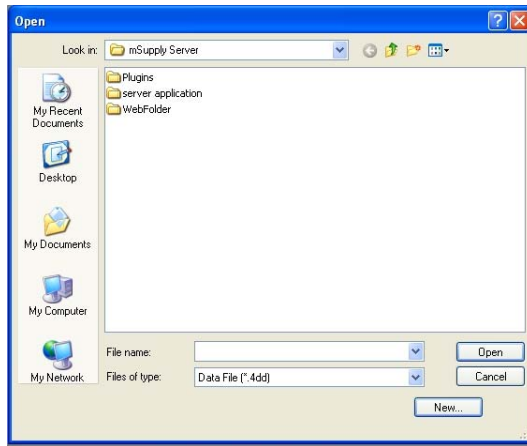 Open
Look in: mSupply Server
Plugins
server application
WebFolder
My Recent
Documents
Desktop
My Documents
My Computer
My Network
File name:
Open
Files of type: Data File (*.4dd)
Cancel
New...